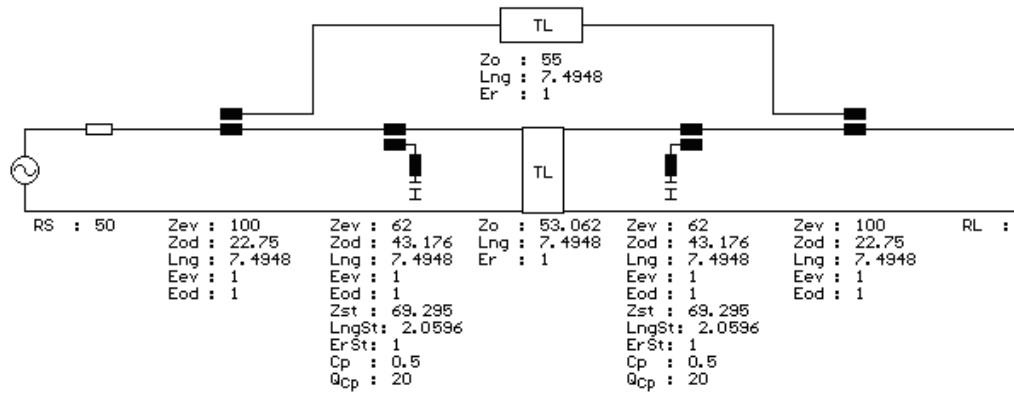 TL
Zo : 55
Lng : 7.4948
Er : 1
TL
RS : 50
Zev : 100
Zod : 22.75
Lng : 7.4948
Eev : 1
Eod : 1
Zev : 62
Zod : 43.176
Lng : 7.4948
Eev : 1
Eod : 1
Zst : 69.295
LngSt: 2.0596
ErSt: 1
Cp : 0.5
QCp : 20
Zo : 53.062
Lng : 7.4948
Er : 1
Zev : 62
Zod : 43.176
Lng : 7.4948
Eev : 1
Eod : 1
Zst : 69.295
LngSt: 2.0596
ErSt: 1
Cp : 0.5
QCp : 20
Zev : 100
Zod : 22.75
Lng : 7.4948
Eev : 1
Eod : 1
RL :